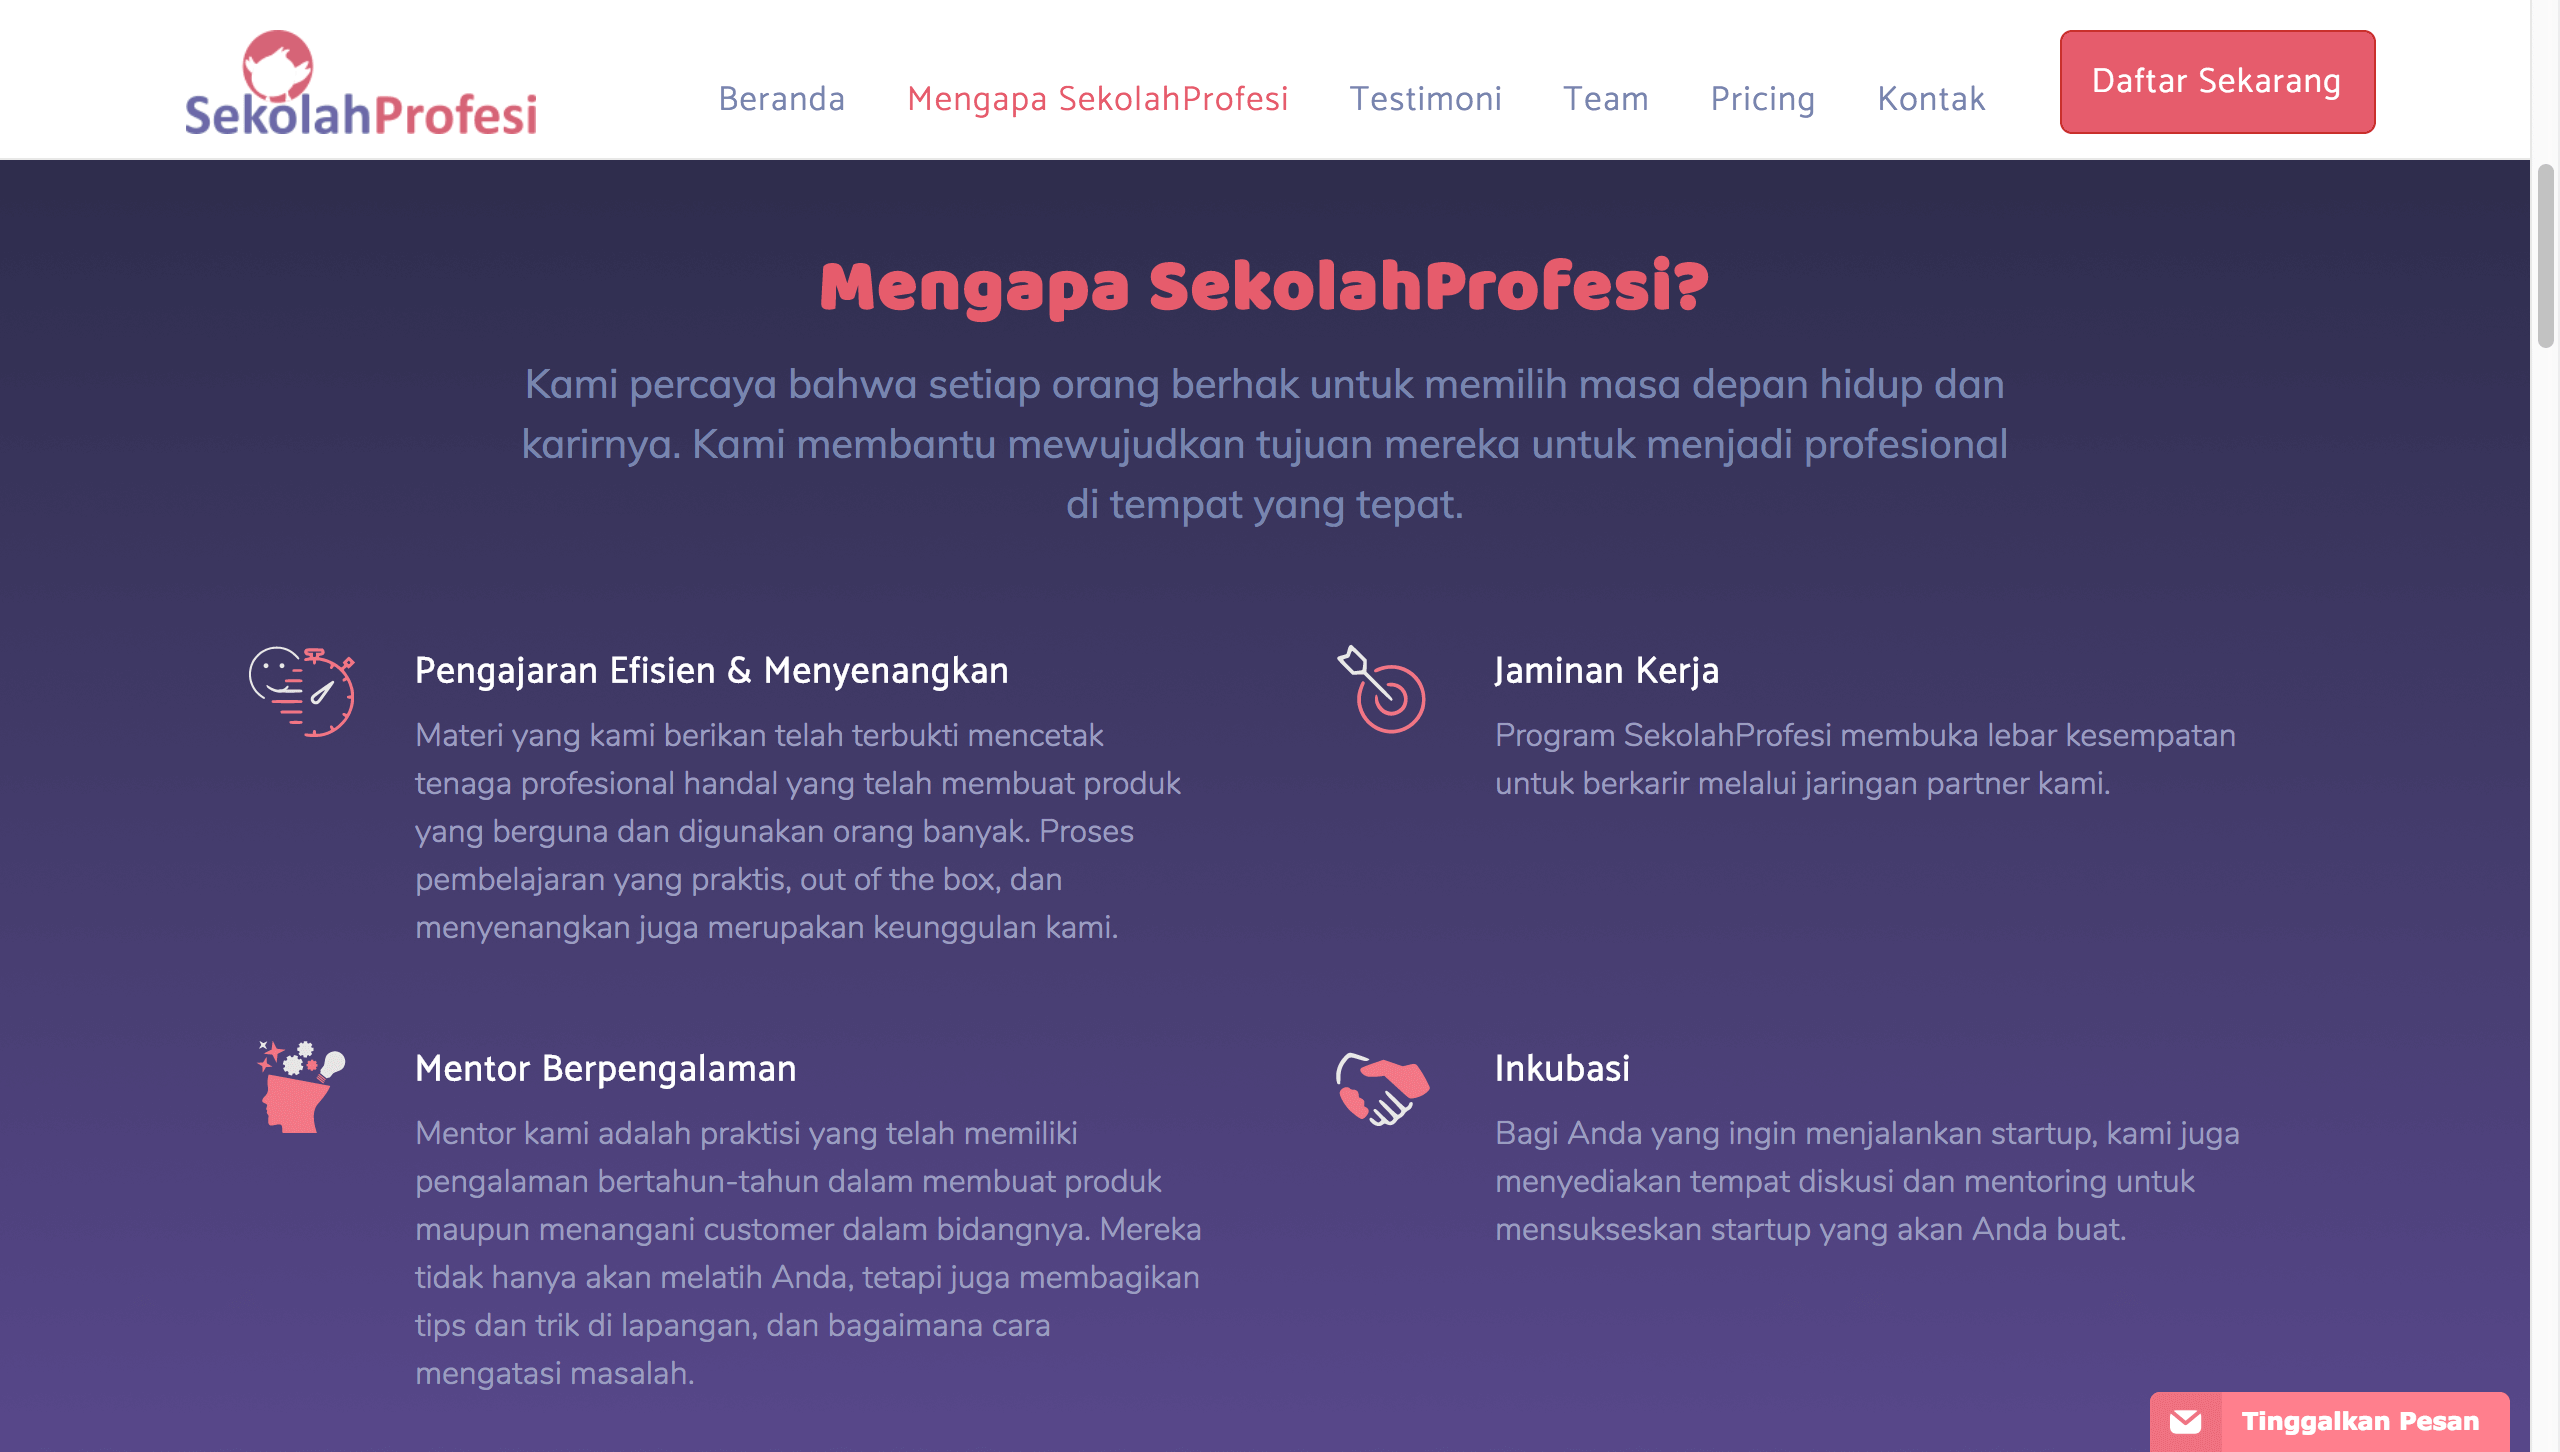 SekolahProfesi
Beranda
Mengapa SekolahProfesi
Testimoni
Team
Pricing
Kontak
Daftar Sekarang
Mengapa SekolahProfesi?
Kami percaya bahwa setiap orang berhak untuk memilih masa depan hidup dan
karirnya. Kami membantu mewujudkan tujuan mereka untuk menjadi profesional
di tempat yang tepat.
Pengajaran Efisien & Menyenangkan
Materi yang kami berikan telah terbukti mencetak
tenaga profesional handal yang telah membuat produk
yang berguna dan digunakan orang banyak. Proses
pembelajaran yang praktis, out of the box, dan
menyenangkan juga merupakan keunggulan kami.
Jaminan Kerja
Program SekolahProfesi membuka lebar kesempatan
untuk berkarir melalui jaringan partner kami.
Mentor Berpengalaman
Mentor kami adalah praktisi yang telah memiliki
pengalaman bertahun-tahun dalam membuat produk
maupun menangani customer dalam bidangnya. Mereka
tidak hanya akan melatih Anda, tetapi juga membagikan
tips dan trik di lapangan, dan bagaimana cara
mengatasi masalah.
Inkubasi
Bagi Anda yang ingin menjalankan startup, kami juga
menyediakan tempat diskusi dan mentoring untuk
mensukseskan startup yang akan Anda buat.
Tinggalkan Pesan